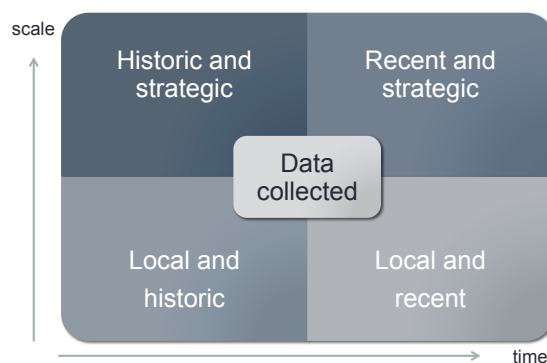 scale
Historic and
strategic
Recent and
strategic
Data
collected
Local and
historic
Local and
recent
time